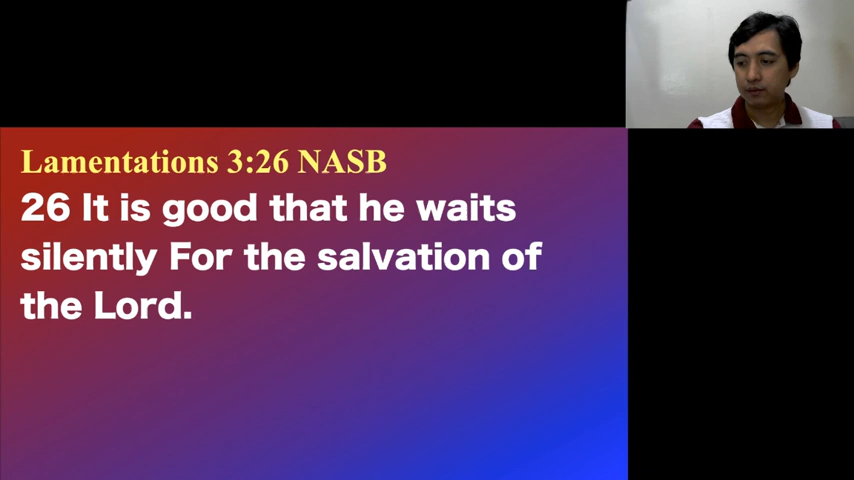 Lamentations 3:26 NASB
26 It is good that he waits
silently For the salvation of
the Lord.